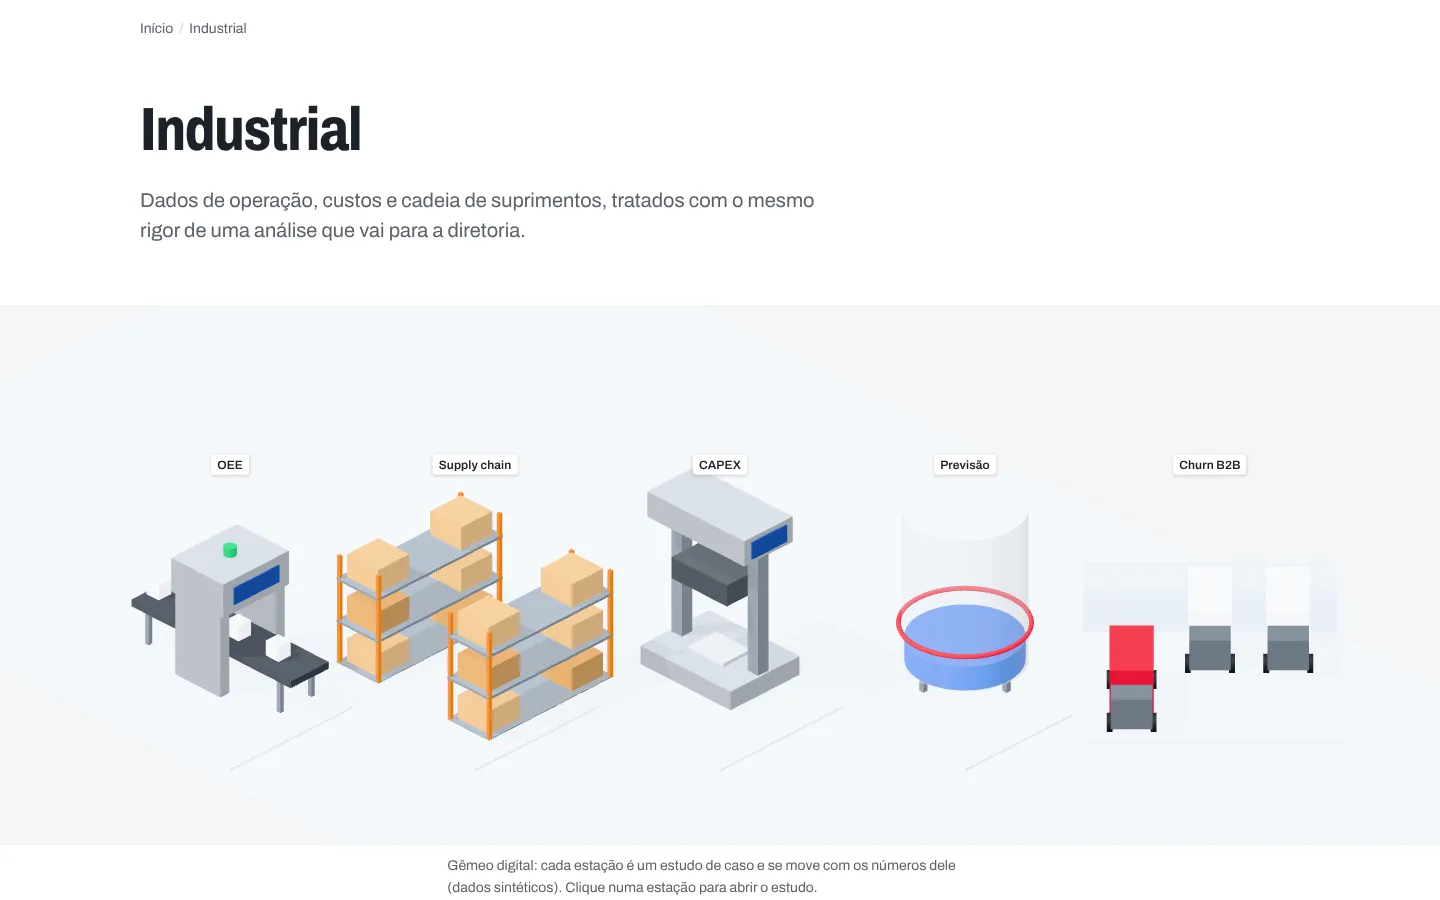 Início / Industrial
Industrial
Dados de operação, custos e cadeia de suprimentos, tratados com o mesmo
rigor de uma análise que vai para a diretoria.
OEE
Supply chain
CAPEX
Previsão
Churn B2B
Gêmeo digital: cada estação é um estudo de caso e se move com os números dele
(dados sintéticos). Clique numa estação para abrir o estudo.